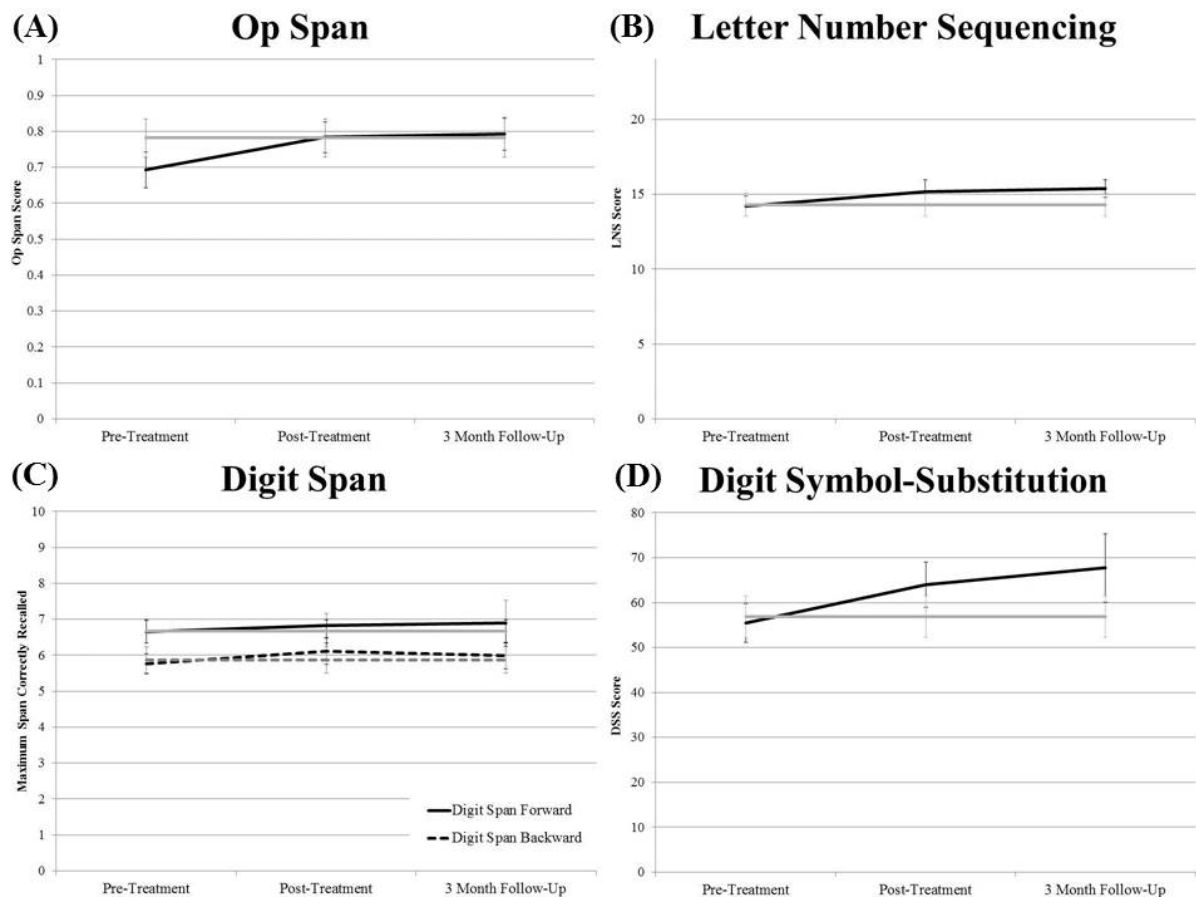 (A) Op Span
1
0.9
0.8
0.7
0.6
0.5
0.4
0.3
0.2
0.1
0
Op Span Score
Pre-Treatment Post-Treatment 3 Month Follow-Up
(B) Letter Number Sequencing
20
15
10
5
0
LNS Score
Pre-Treatment Post-Treatment 3 Month Follow-Up
(C) Digit Span
10
9
8
7
6
5
4
3
2
1
0
Maximum Span Correctly Recalled
Digit Span Forward
Digit Span Backward
Pre-Treatment Post-Treatment 3 Month Follow-Up
(D) Digit Symbol-Substitution
80
70
60
50
40
30
20
10
0
DSS Score
Pre-Treatment Post-Treatment 3 Month Follow-Up